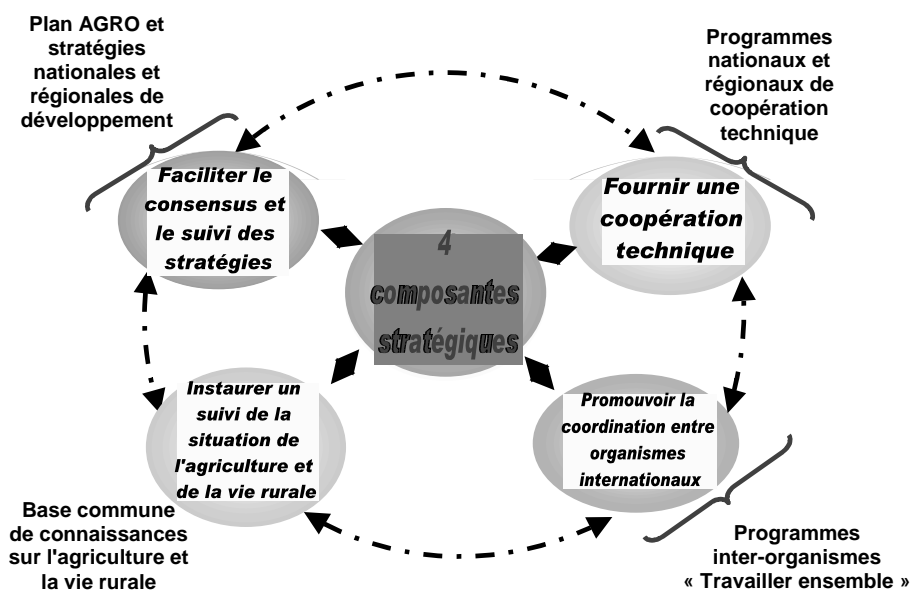 Plan AGRO et
stratégies
nationales et
régionales de
développement
Programmes
nationaux et
régionaux de
coopération
technique
Faciliter le
consensus et
le suivi des
stratégies
Fournir une
coopération
technique
4
composantes
stratégiques
Instaurer un
suivi de la
situation de
l'agriculture et
de la vie rurale
Promouvoir la
coordination entre
organismes
internationaux
Base commune
de connaissances
sur l'agriculture et
la vie rurale
Programmes
inter-organismes
« Travailler ensemble »